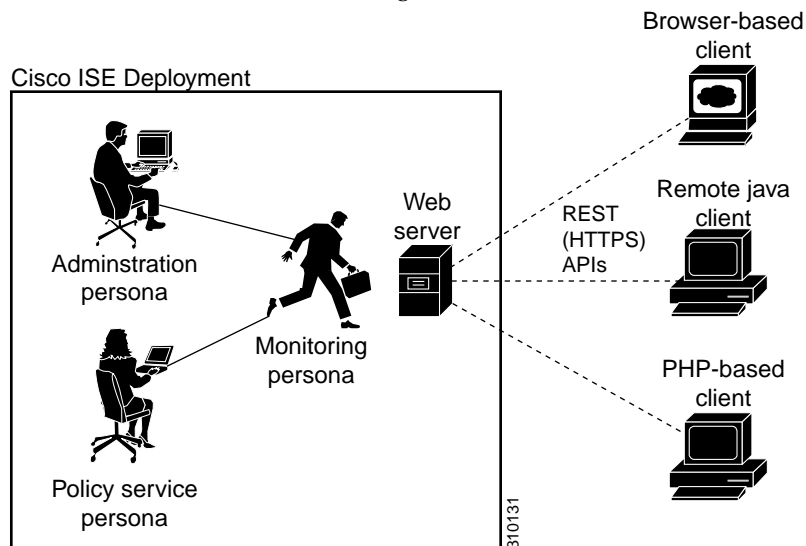 Browser-based
client
Cisco ISE Deployment
Web
server
Remote java
client
REST
(HTTPS)
APIs
Adminstration
persona
Monitoring
persona
PHP-based
client
Policy service
persona